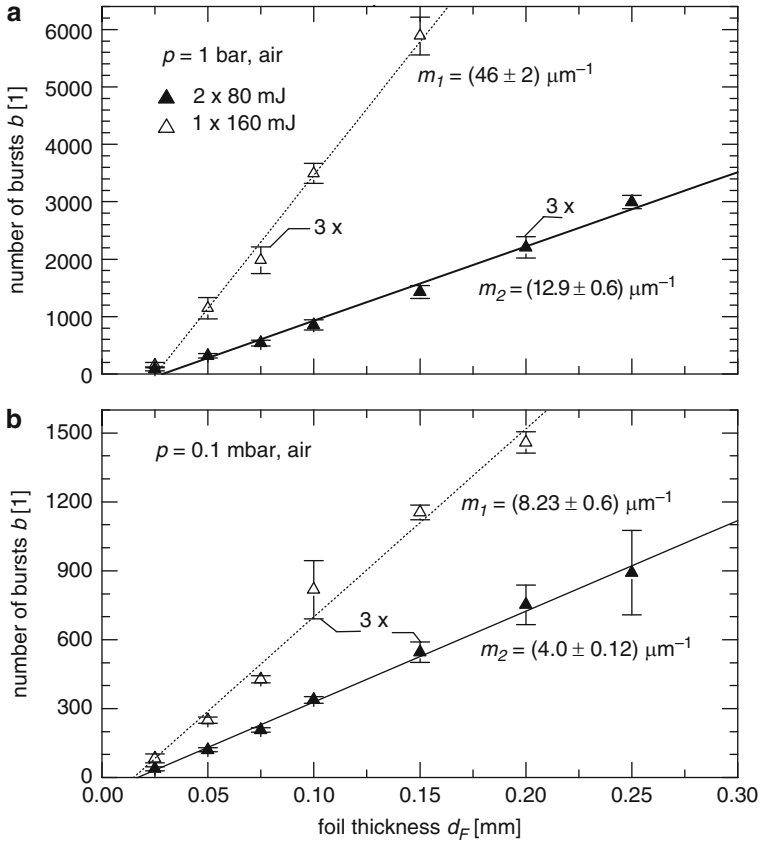 a
6000
5000
4000
3000
2000
1000
0
number of bursts b [1]
p = 1 bar, air
2 x 80 mJ
1 x 160 mJ
m₁ = (46 ± 2) μm⁻¹
3 x
3 x
m₂ = (12.9 ± 0.6) μm⁻¹
b
1500
1200
900
600
300
0
number of bursts b [1]
p = 0.1 mbar, air
m₁ = (8.23 ± 0.6) μm⁻¹
3 x
m₂ = (4.0 ± 0.12) μm⁻¹
0.00 0.05 0.10 0.15 0.20 0.25 0.30
foil thickness d_F [mm]